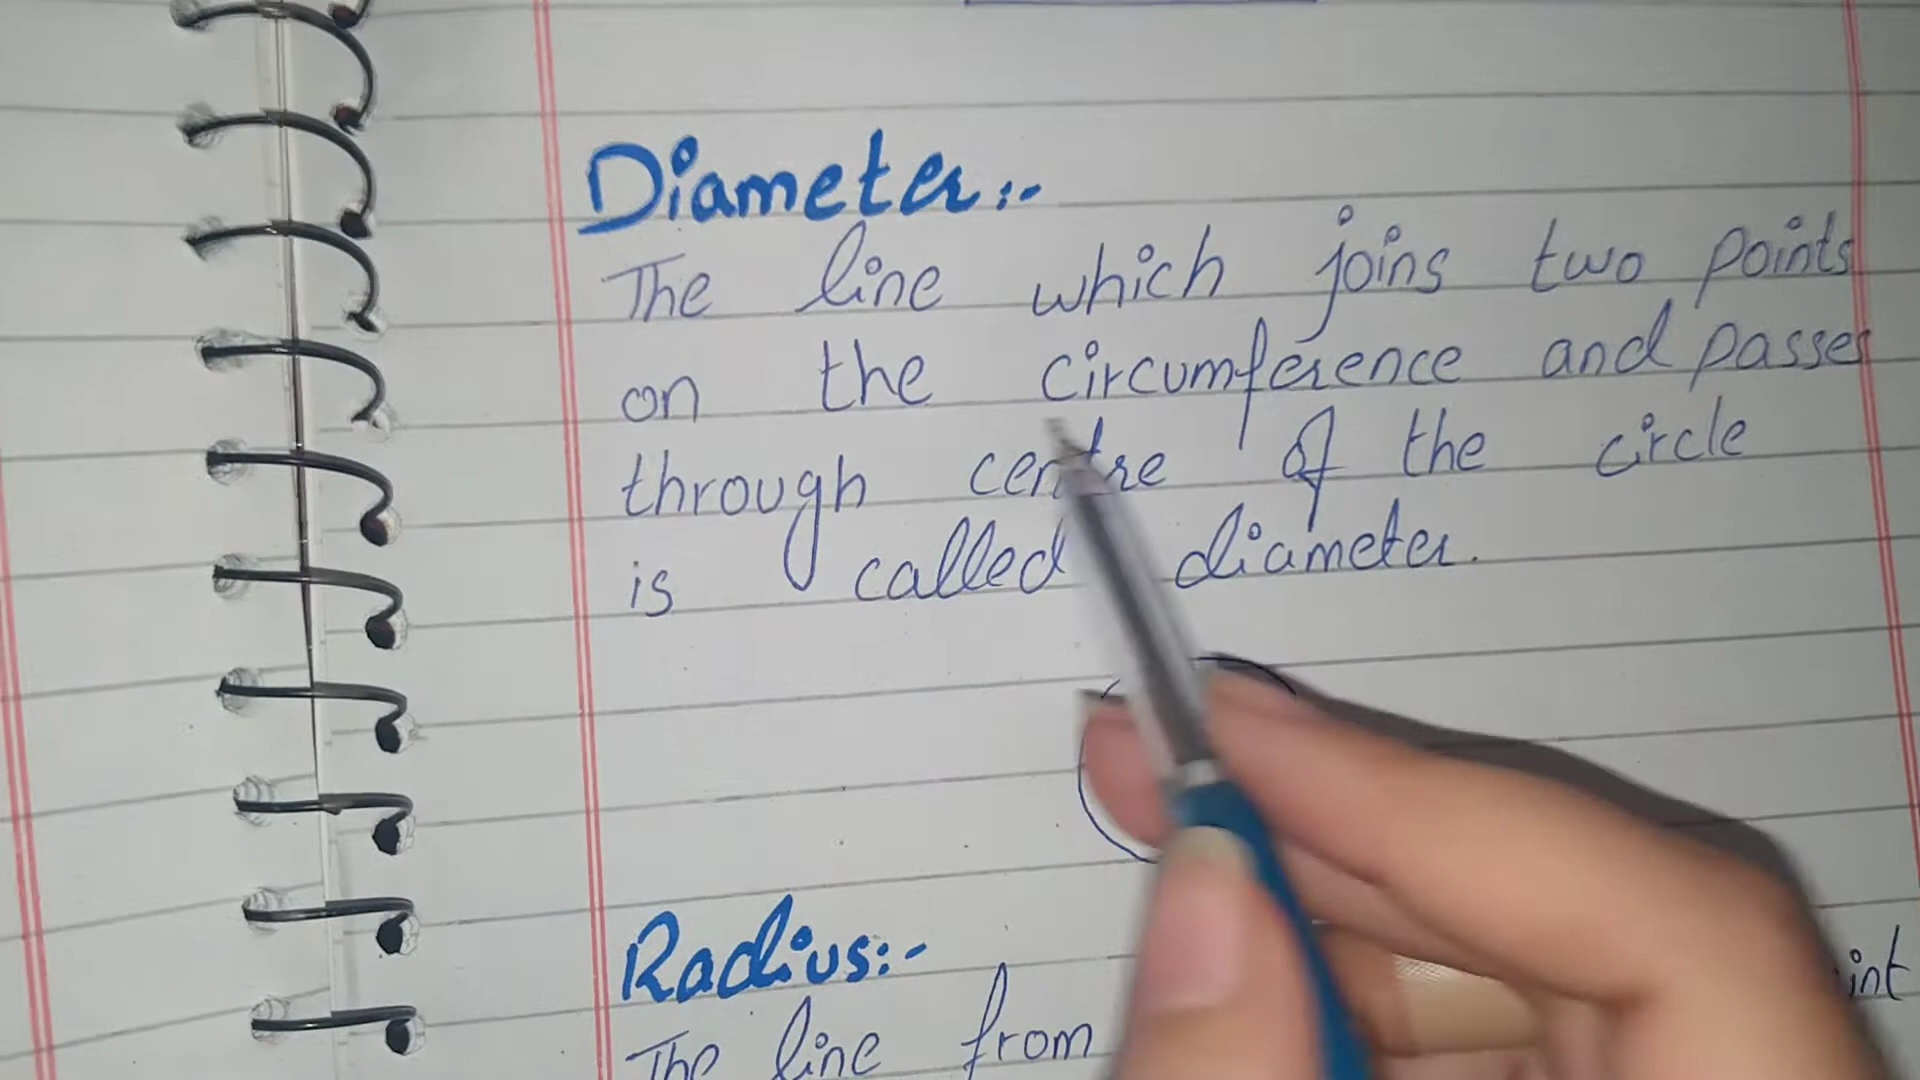 Diameter:-
The line which joins two points
on the circumference and passes
through centre of the circle
is called diameter.
Radius:-
The line from